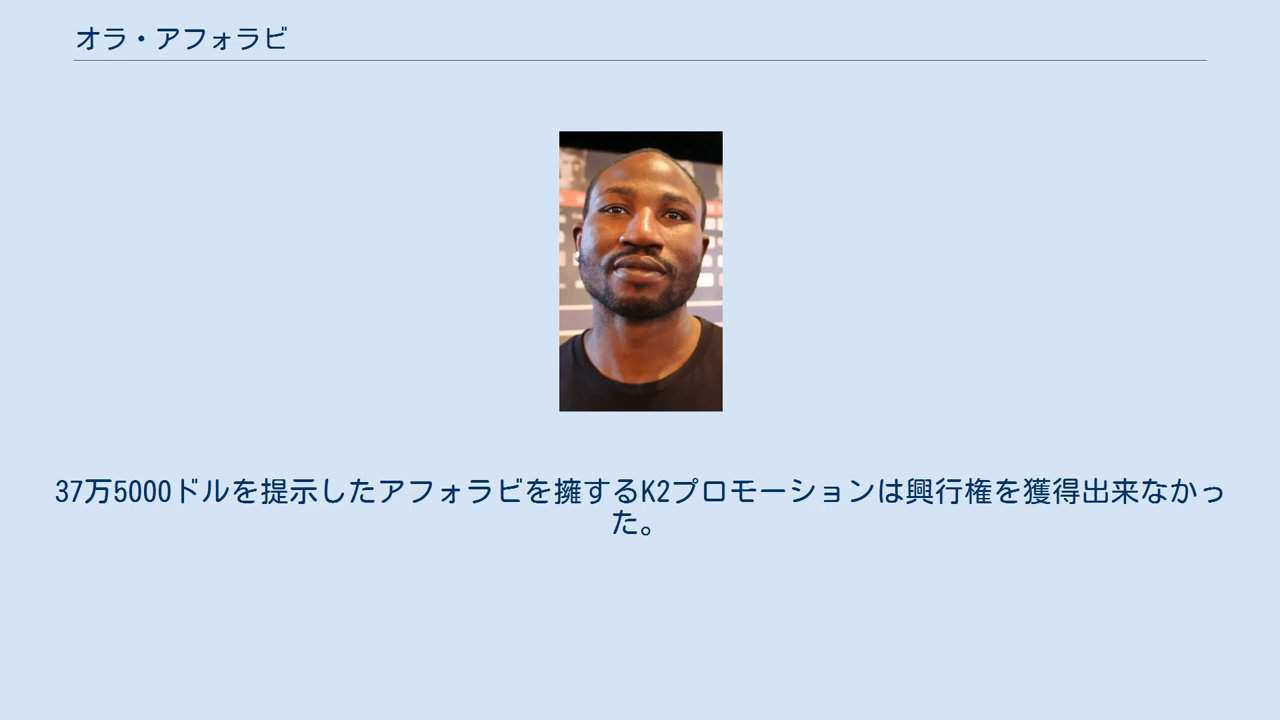 オラ・アフォラビ
37万5000ドルを提示したアフォラビを擁するK2プロモーションは興行権を獲得出来なかっ
た。